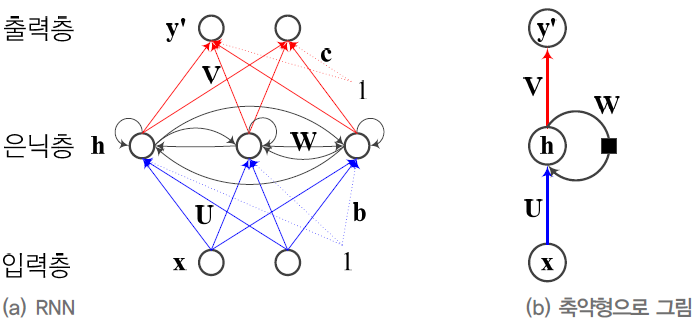 출력층 y' c
V
1
은닉층 h W
U b
입력층 x 1
(a) RNN
y'
V
W
h
U
x
(b) 축약형으로 그림